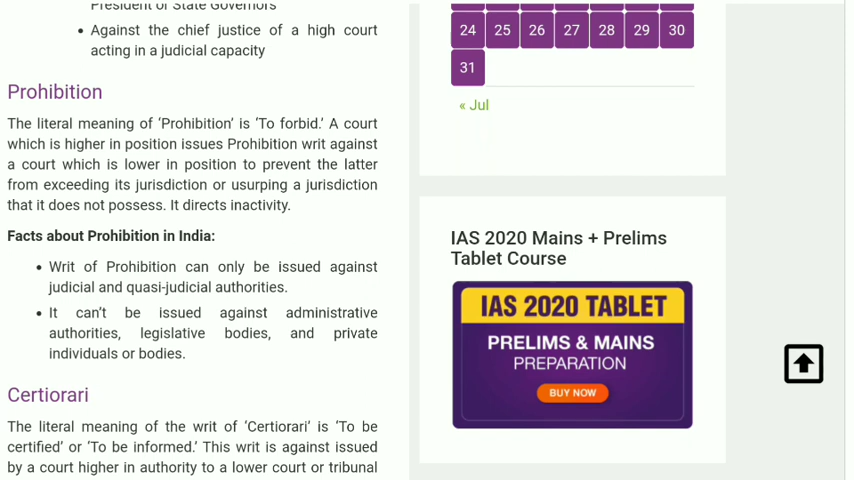 President or State Governors
• Against the chief justice of a high court
acting in a judicial capacity
Prohibition
The literal meaning of ‘Prohibition’ is ‘To forbid.’ A court
which is higher in position issues Prohibition writ against
a court which is lower in position to prevent the latter
from exceeding its jurisdiction or usurping a jurisdiction
that it does not possess. It directs inactivity.
Facts about Prohibition in India:
• Writ of Prohibition can only be issued against
judicial and quasi-judicial authorities.
• It can’t be issued against administrative
authorities, legislative bodies, and private
individuals or bodies.
Certiorari
The literal meaning of the writ of ‘Certiorari’ is ‘To be
certified’ or ‘To be informed.’ This writ is against issued
by a court higher in authority to a lower court or tribunal
24 25 26 27 28 29 30
31
« Jul
IAS 2020 Mains + Prelims
Tablet Course
IAS 2020 TABLET
PRELIMS & MAINS
PREPARATION
BUY NOW